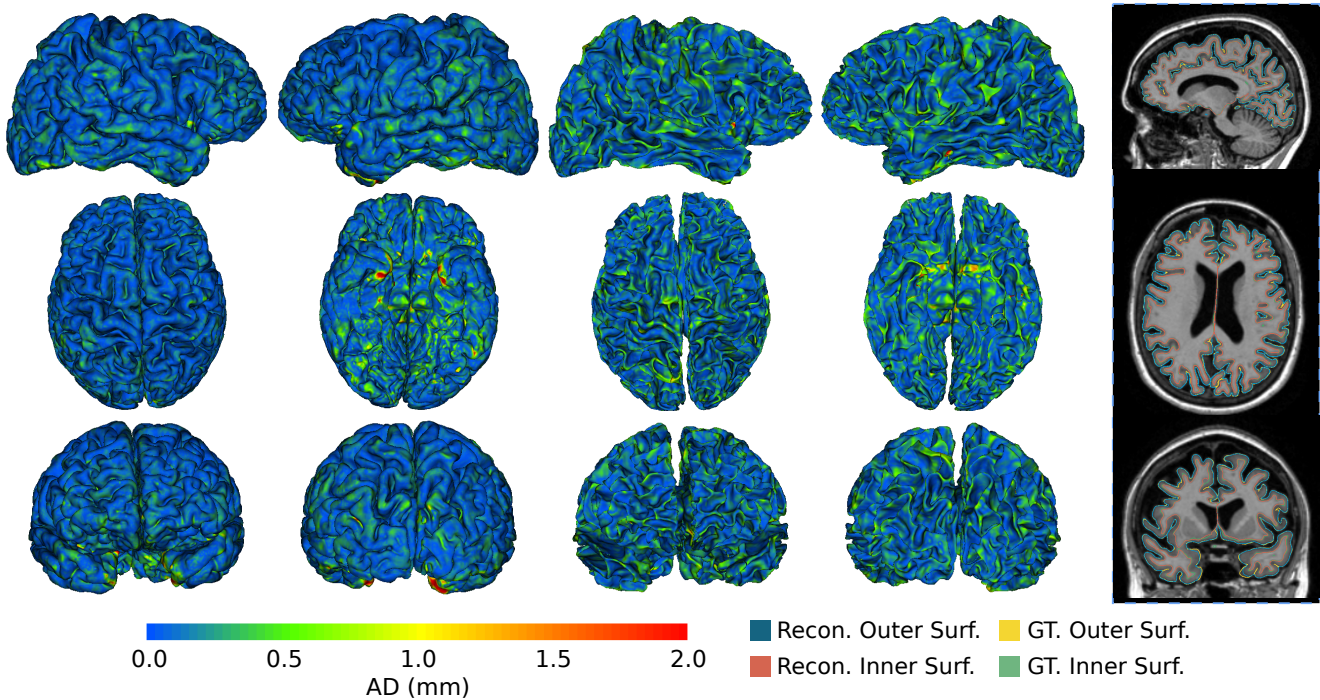 0.0 0.5 1.0 1.5 2.0
AD (mm)
Recon. Outer Surf. GT. Outer Surf.
Recon. Inner Surf. GT. Inner Surf.